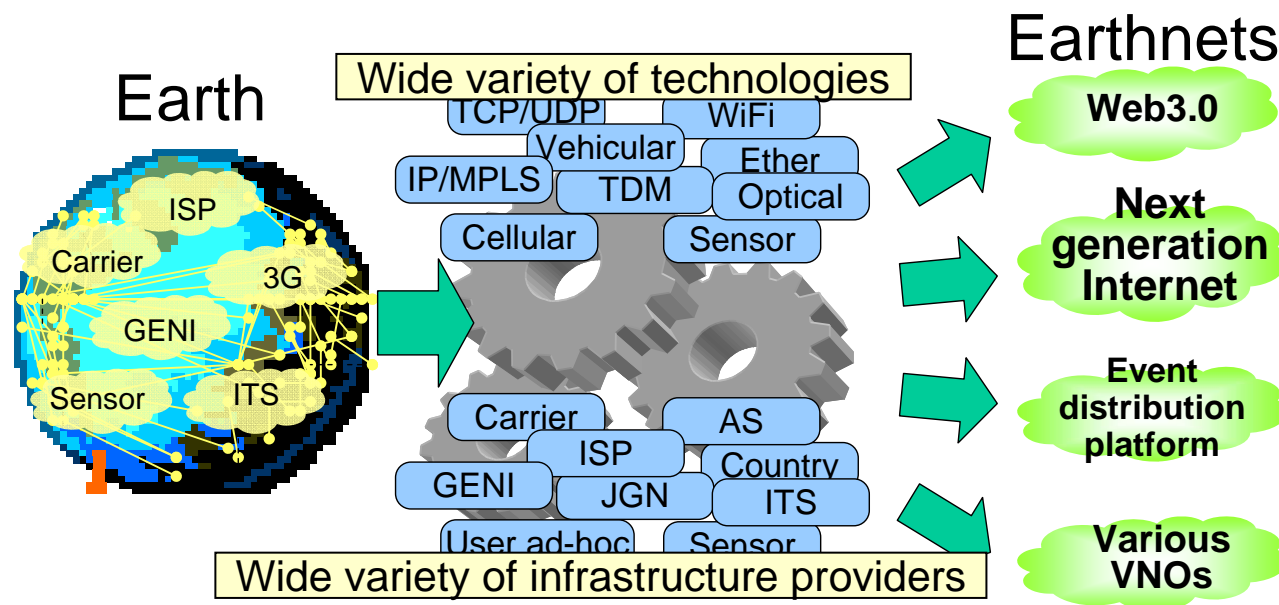 Earth
ISP
Carrier
3G
GENI
Sensor
ITS
Wide variety of technologies
TCP/UDP
WiFi
Vehicular
Ether
IP/MPLS
TDM
Optical
Cellular
Sensor
Carrier
AS
ISP
Country
GENI
JGN
ITS
User ad-hoc
Sensor
Wide variety of infrastructure providers
Earthnets
Web3.0
Next
generation
Internet
Event
distribution
platform
Various
VNOs